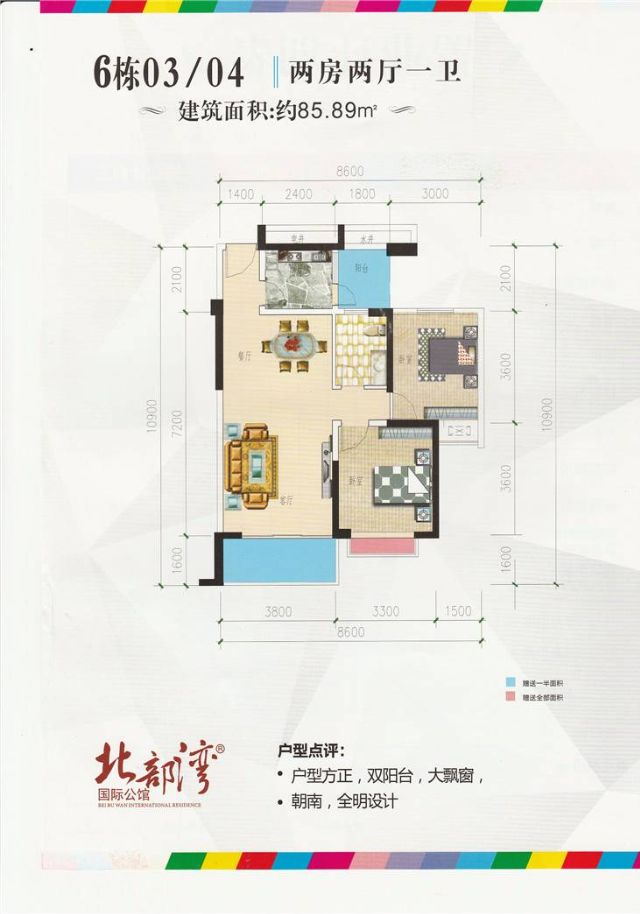 6栋03/04 两房两厅一卫
建筑面积:约85.89m²
8600
1400 2400 1800 3000
水井
阳台
2100 2100
餐厅
卧室
3600
10900 7200 10900
卧室
客厅
3600
1600 1600
3800 3300 1500
8600
赠送一半面积
赠送全部面积
北部湾®
国际公馆
BEI BU WAN INTERNATIONAL RESIDENCE
户型点评:
• 户型方正，双阳台，大飘窗，
• 朝南，全明设计